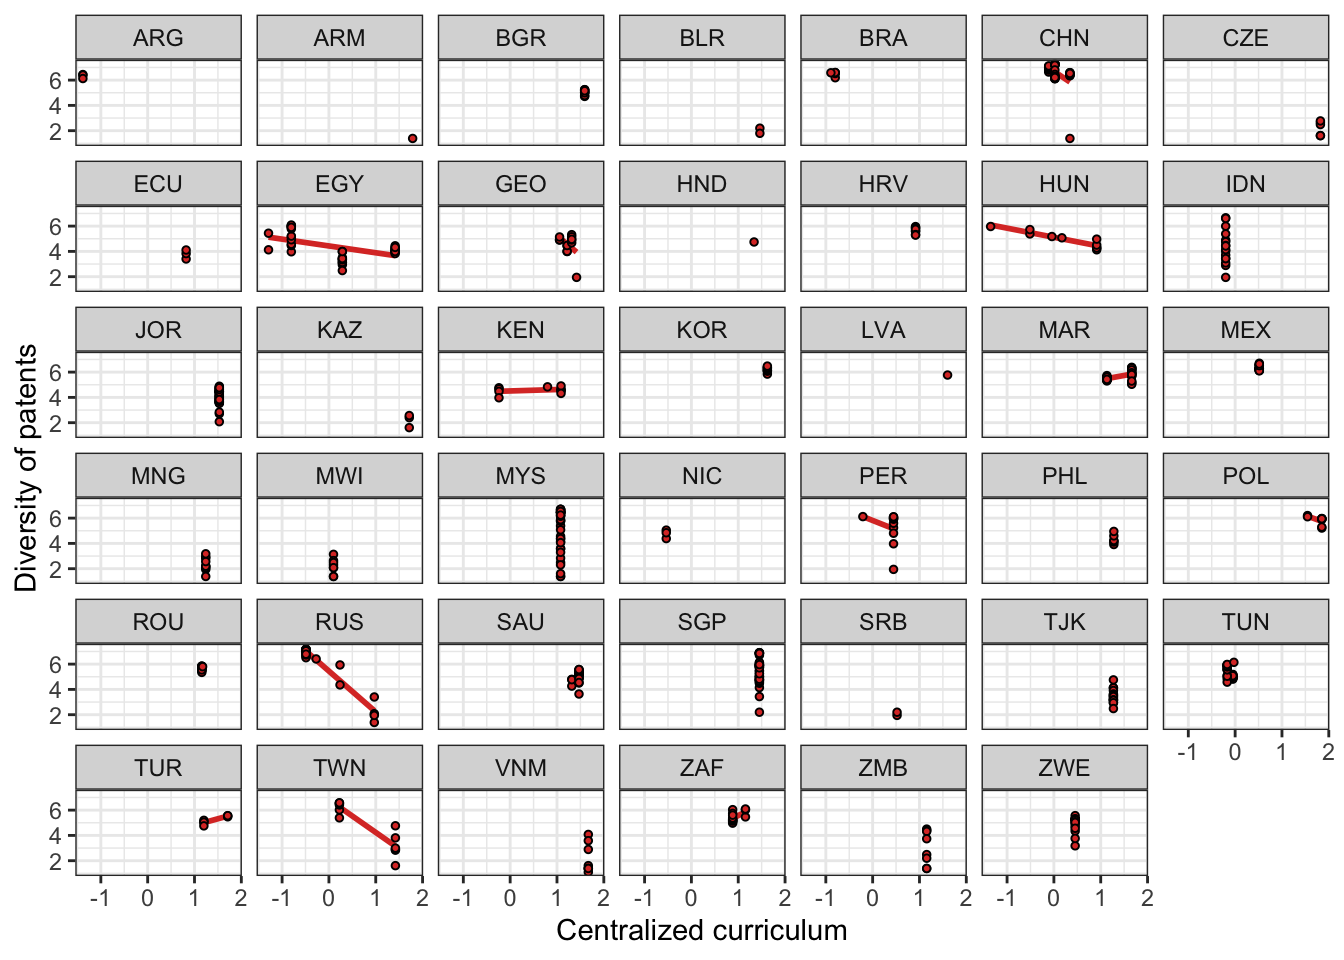 ARG ARM BGR BLR BRA CHN CZE
6
4
2
ECU EGY GEO HND HRV HUN IDN
6
4
2
JOR KAZ KEN KOR LVA MAR MEX
6
4
2
MNG MWI MYS NIC PER PHL POL
6
4
2
ROU RUS SAU SGP SRB TJK TUN
6
4
2
-1 0 1 2
TUR TWN VNM ZAF ZMB ZWE
6
4
2
-1 0 1 2 -1 0 1 2 -1 0 1 2 -1 0 1 2 -1 0 1 2 -1 0 1 2
Centralized curriculum
Diversity of patents